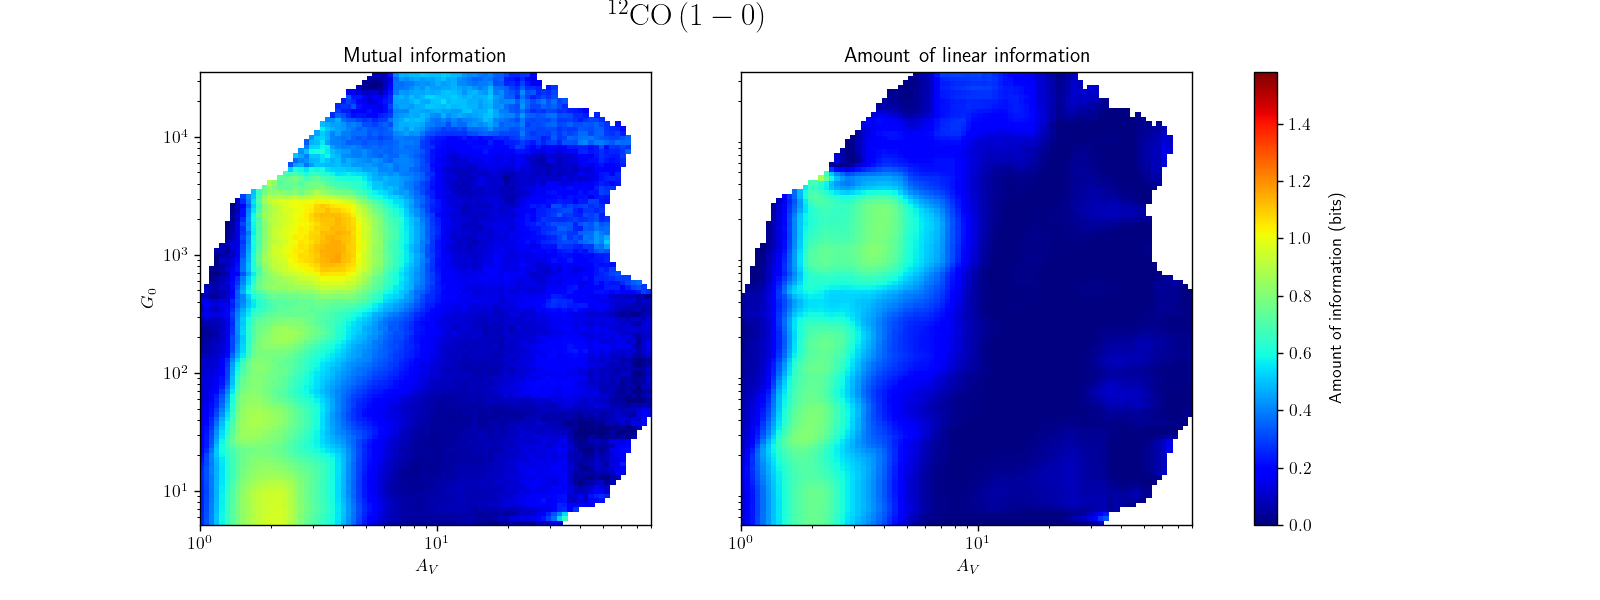 ¹²CO (1 − 0)
Mutual information
Amount of linear information
10⁴
10³
10²
10¹
G₀
10⁰
10¹
A_V
10⁰
10¹
A_V
1.4
1.2
1.0
0.8
0.6
0.4
0.2
0.0
Amount of information (bits)